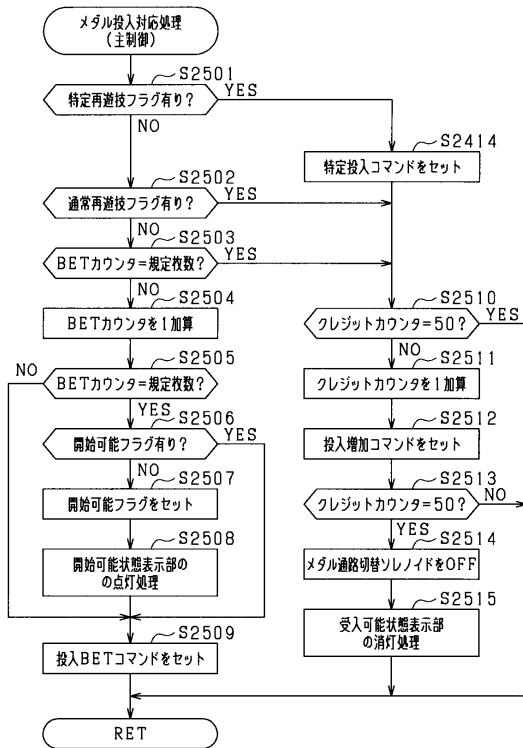 メダル投入対応処理
(主制御)
S2501
特定再遊技フラグ有り?
YES
NO
S2414
特定投入コマンドをセット
S2502
通常再遊技フラグ有り?
YES
NO
S2503
BETカウンタ=規定枚数?
YES
NO
S2504
BETカウンタを1加算
S2505
BETカウンタ=規定枚数?
NO
YES
S2506
開始可能フラグ有り?
YES
NO
S2507
開始可能フラグをセット
S2508
開始可能状態表示部の
の点灯処理
S2509
投入BETコマンドをセット
RET
S2510
クレジットカウンタ=50?
YES
NO
S2511
クレジットカウンタを1加算
S2512
投入増加コマンドをセット
S2513
クレジットカウンタ=50?
NO
YES
S2514
メダル通路切替ソレノイドをOFF
S2515
受入可能状態表示部
の消灯処理